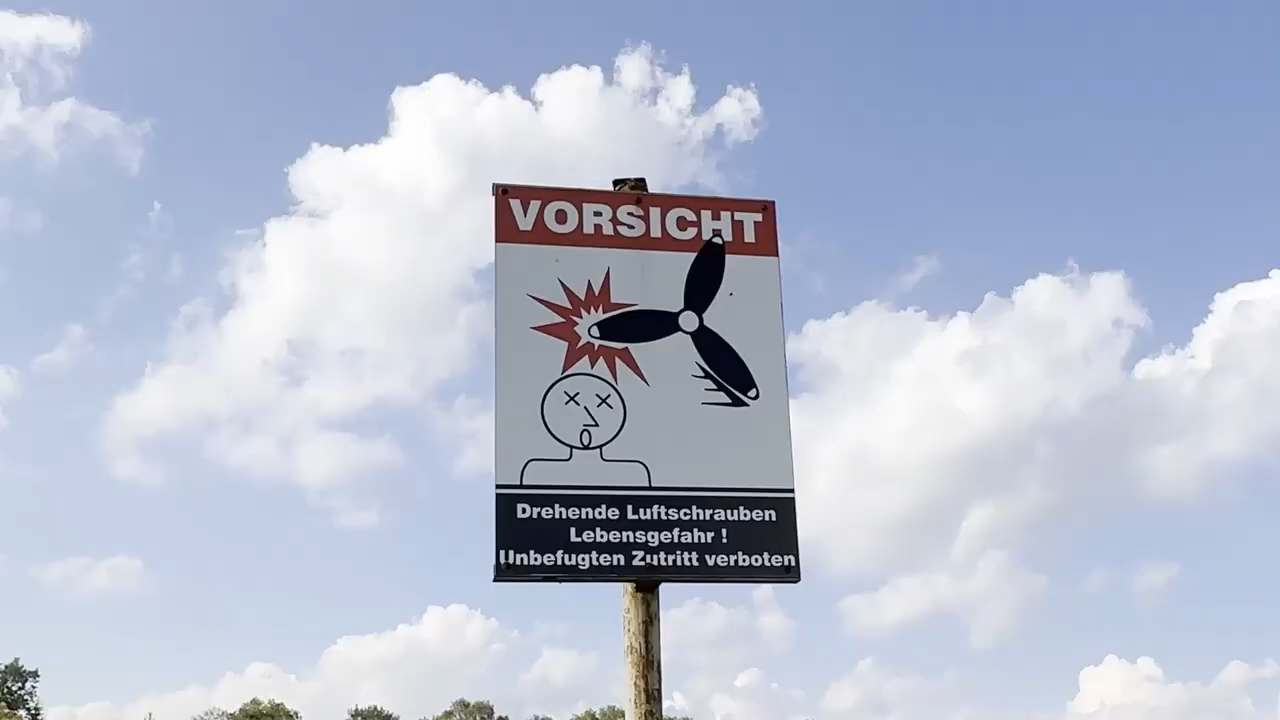 VORSICHT
Drehende Luftschrauben
Lebensgefahr !
Unbefugten Zutritt verboten